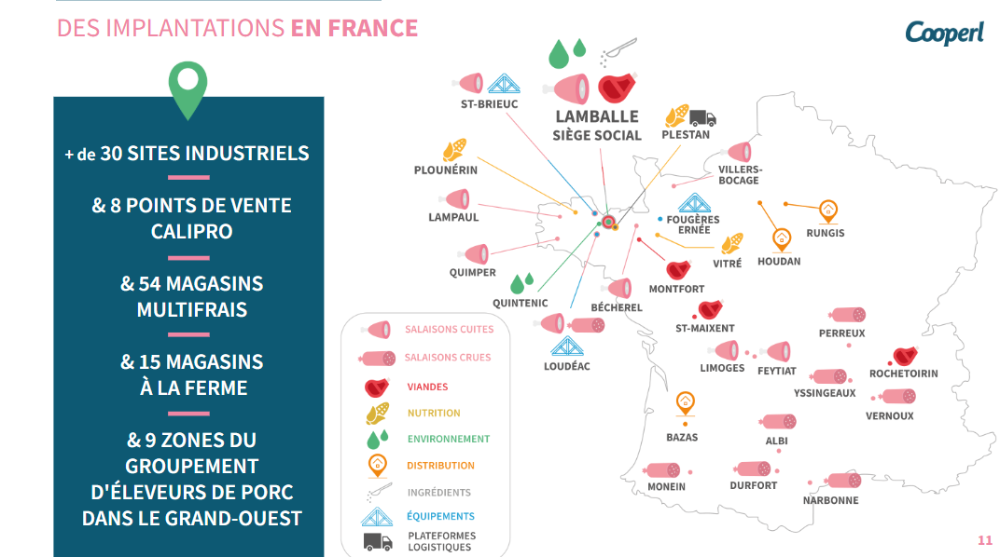 DES IMPLANTATIONS EN FRANCE
Cooperl
+ de 30 SITES INDUSTRIELS
& 8 POINTS DE VENTE
CALIPRO
& 54 MAGASINS
MULTIFRAIS
& 15 MAGASINS
À LA FERME
& 9 ZONES DU
GROUPEMENT
D'ÉLEVEURS DE PORC
DANS LE GRAND-OUEST
ST-BRIEUC
LAMBALLE
SIÈGE SOCIAL
PLESTAN
PLOUNÉRIN
VILLERS-
BOCAGE
LAMPAUL
FOUGÈRES
ERNÉE
RUNGIS
QUIMPER
VITRÉ
HOUDAN
QUINTENIC
BÉCHEREL
MONTFORT
LOUDÉAC
ST-MAIXENT
PERREUX
LIMOGES
FEYTIAT
ROCHETOIRIN
YSSINGEAUX
VERNOUX
BAZAS
ALBI
MONEIN
DURFORT
NARBONNE
SALAISONS CUITES
SALAISONS CRUES
VIANDES
NUTRITION
ENVIRONNEMENT
DISTRIBUTION
INGRÉDIENTS
ÉQUIPEMENTS
PLATEFORMES
LOGISTIQUES
11